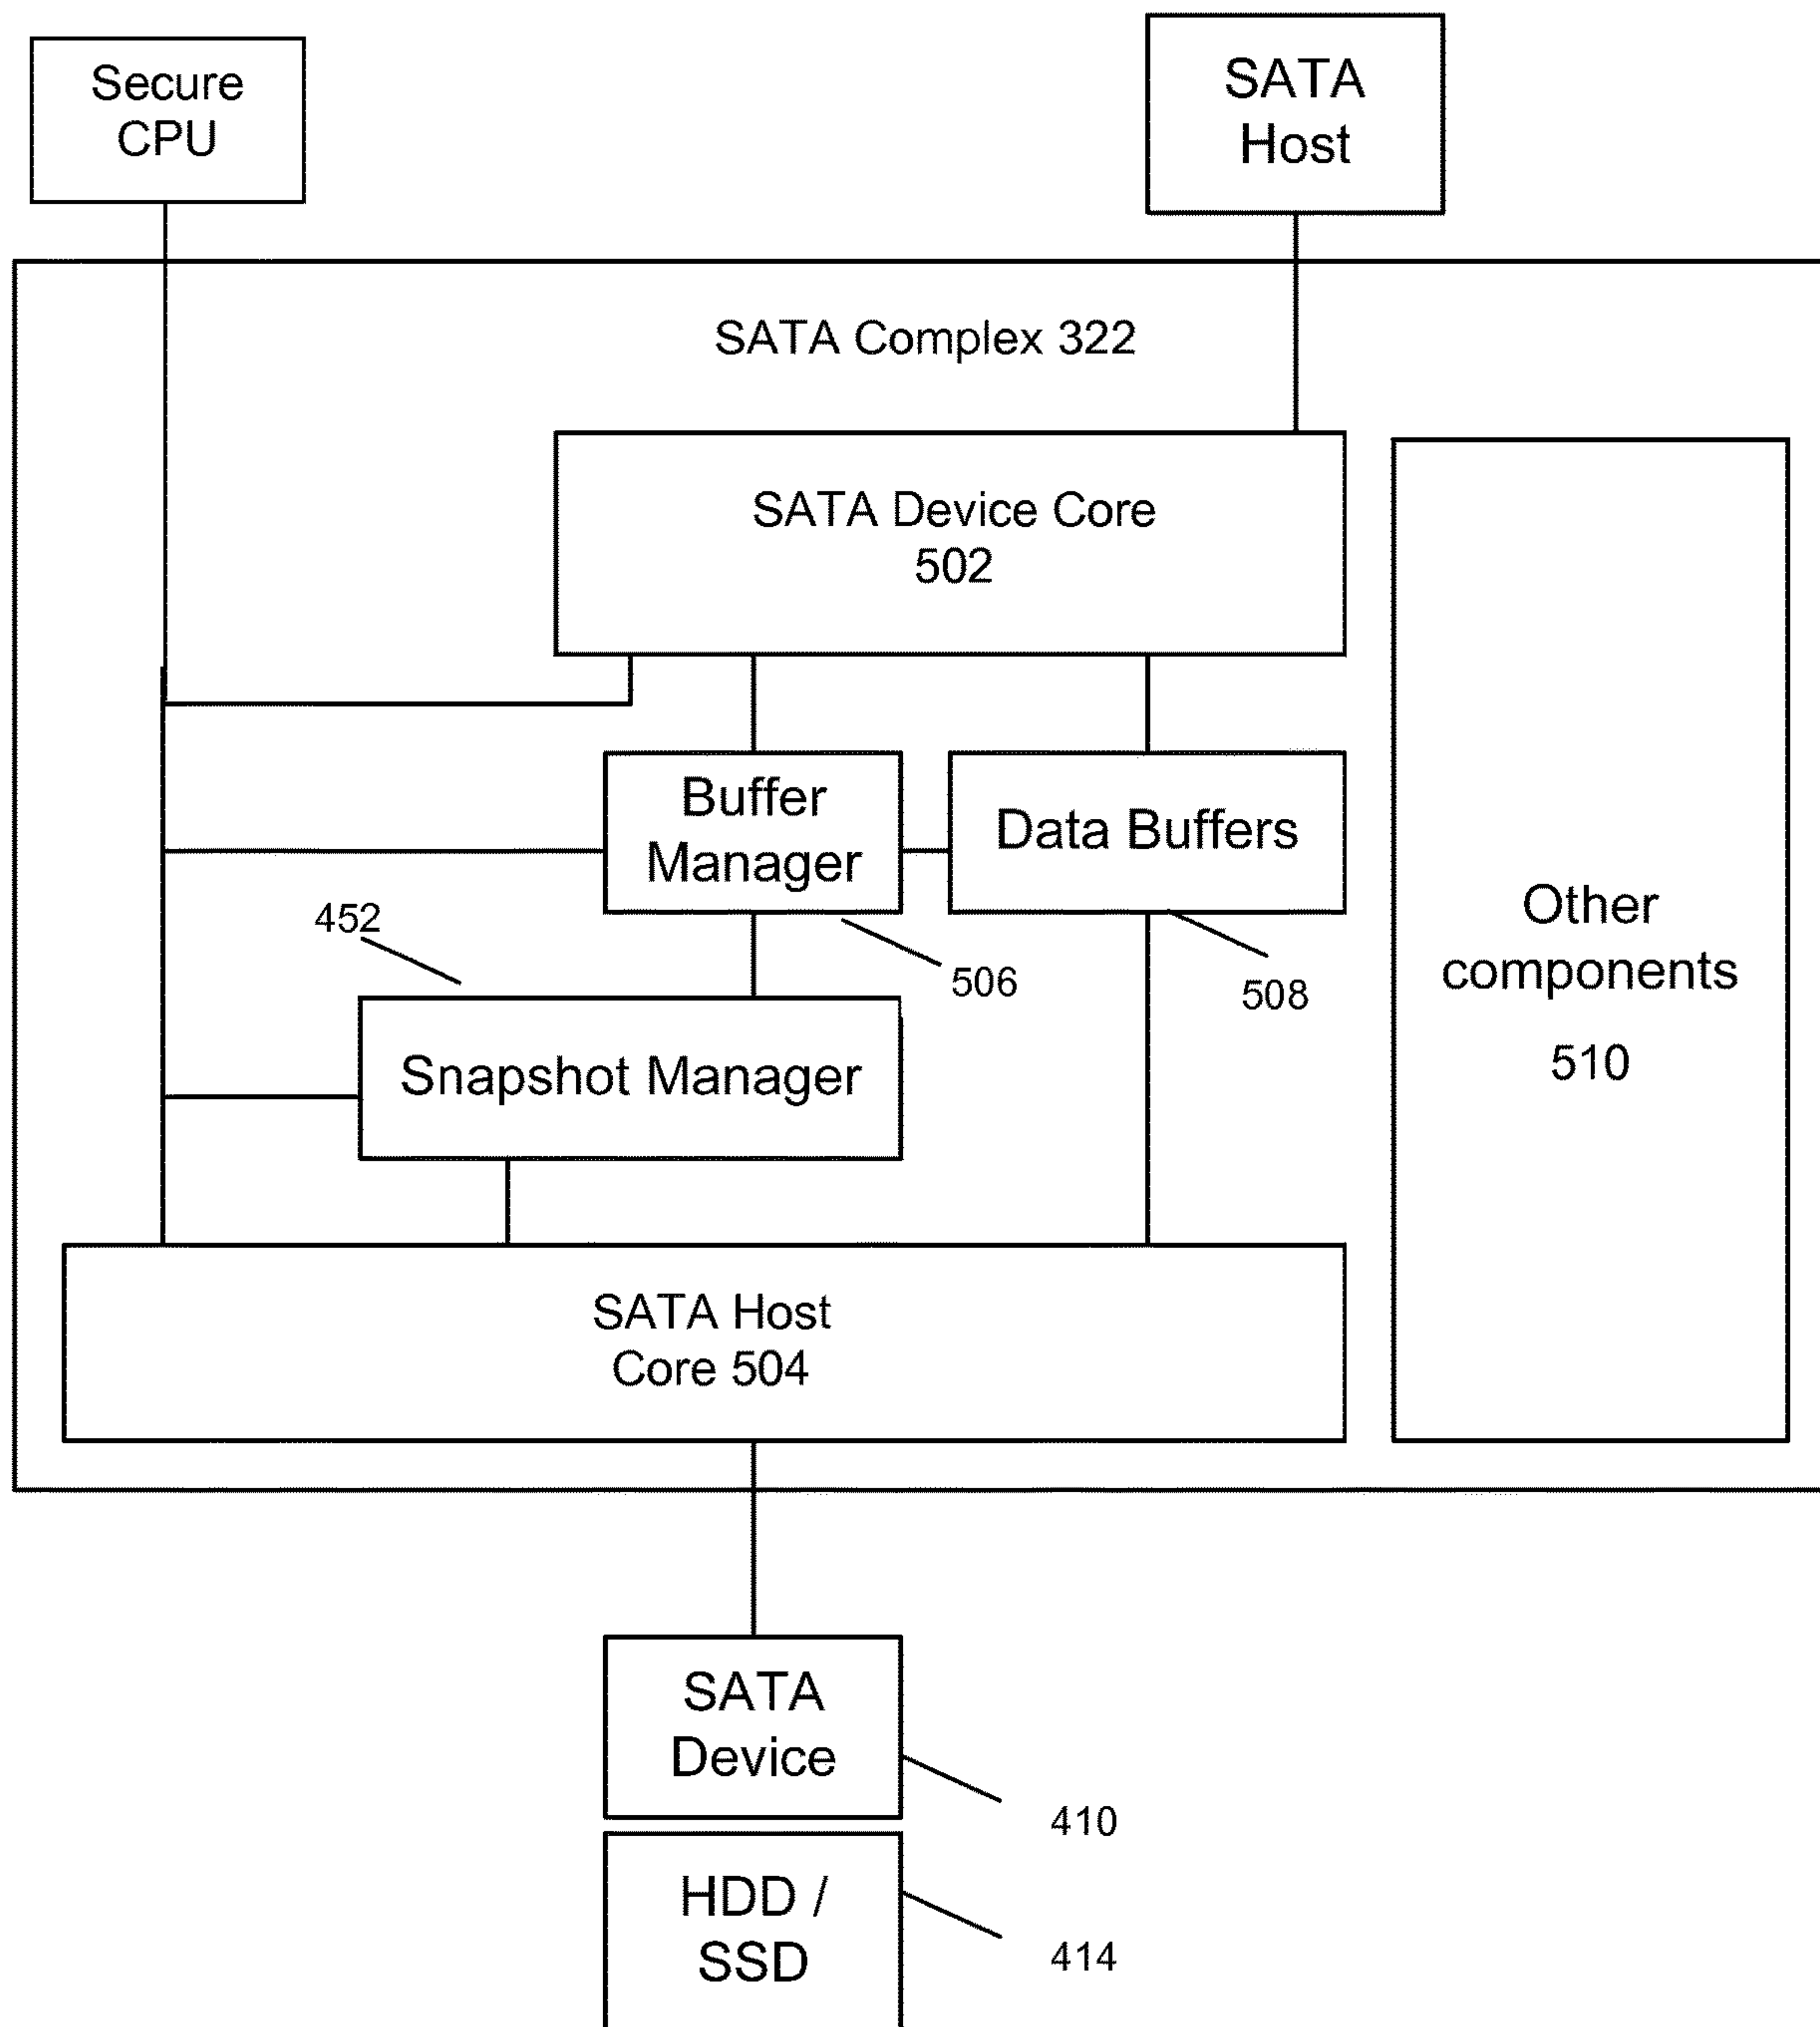 Secure
CPU
SATA
Host
SATA Complex 322
SATA Device Core
502
Buffer
Manager
Data Buffers
452
506
508
Other
components
510
Snapshot Manager
SATA Host
Core 504
SATA
Device
410
HDD /
SSD
414